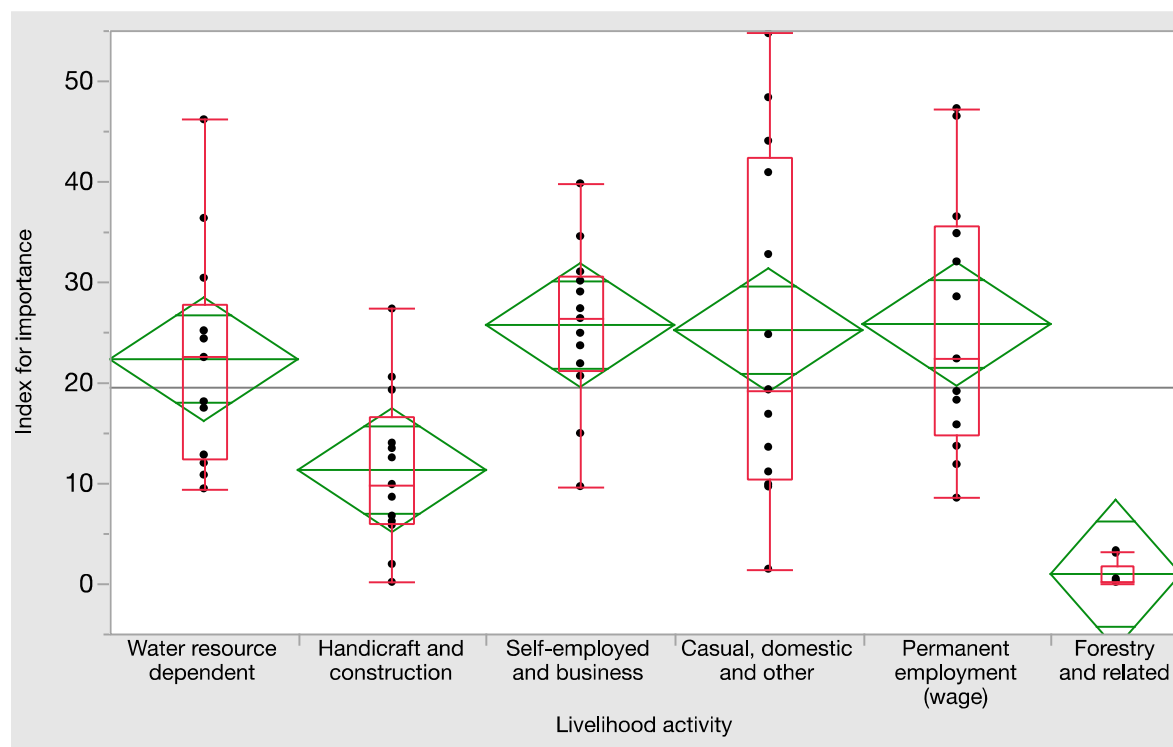 Index for importance
50
40
30
20
10
0
Water resource
dependent
Handicraft and
construction
Self-employed
and business
Casual, domestic
and other
Permanent
employment
(wage)
Forestry
and related
Livelihood activity